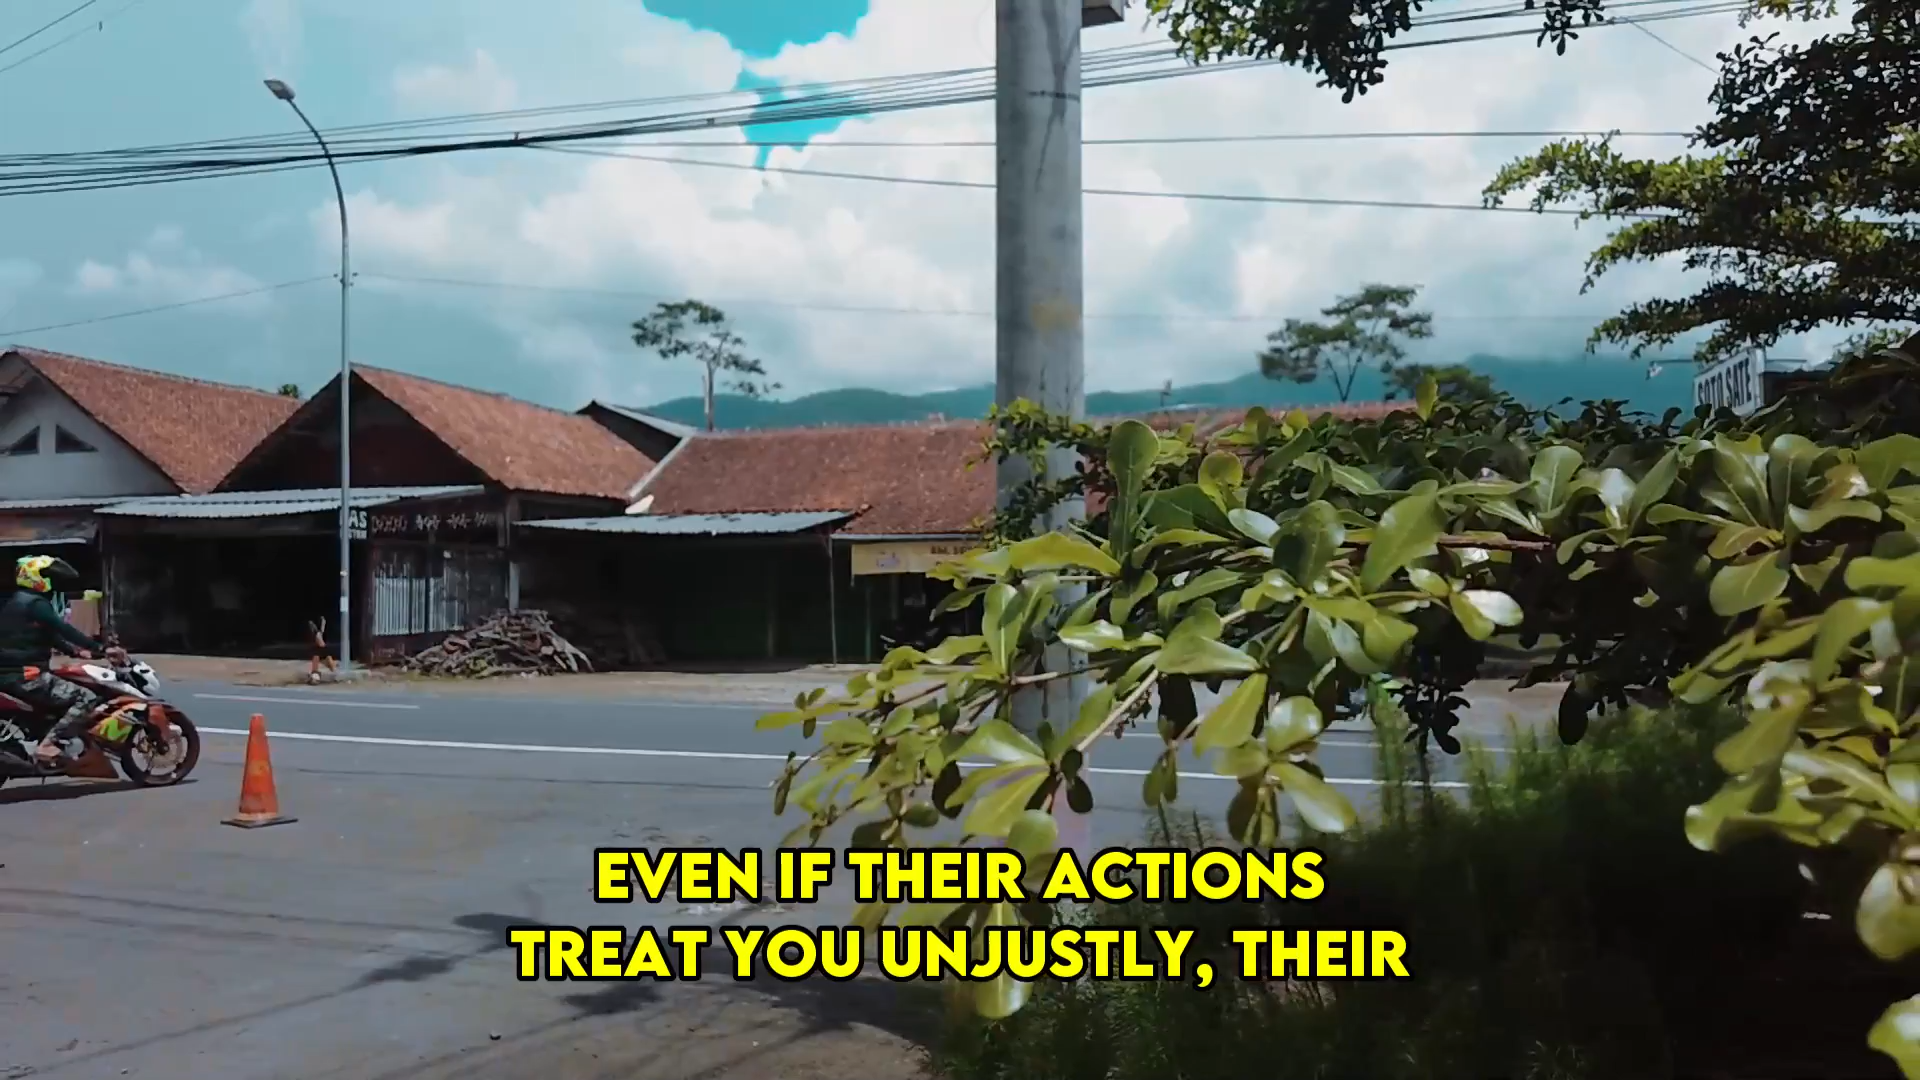 SOTO SATE
EVEN IF THEIR ACTIONS
TREAT YOU UNJUSTLY, THEIR